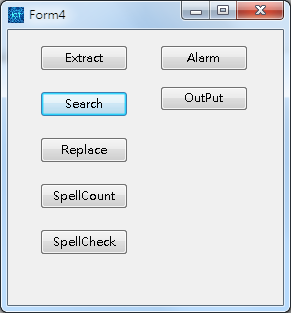 Form4
Extract
Alarm
Search
OutPut
Replace
SpellCount
SpellCheck